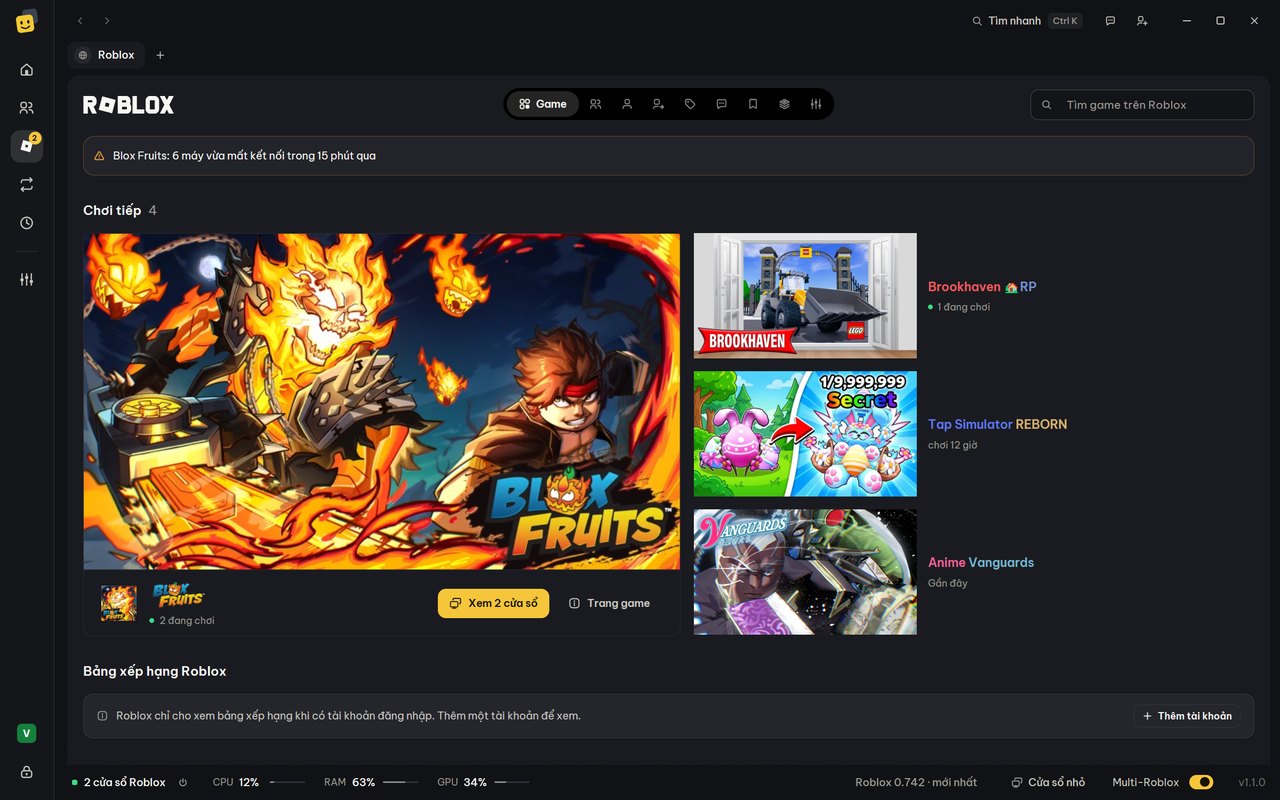 Tìm nhanh Ctrl K
Roblox
ROBLOX
Game
Tìm game trên Roblox
2
Blox Fruits: 6 máy vừa mất kết nối trong 15 phút qua
Chơi tiếp 4
BLOX
FRUITS™
BROOKHAVEN
LEGO
Brookhaven 🏡RP
1 đang chơi
1/9,999,999
Secret
Tap Simulator REBORN
chơi 12 giờ
VANGUARDS
Anime Vanguards
Gần đây
BLOX
FRUITS
2 đang chơi
Xem 2 cửa sổ
Trang game
Bảng xếp hạng Roblox
Roblox chỉ cho xem bảng xếp hạng khi có tài khoản đăng nhập. Thêm một tài khoản để xem.
Thêm tài khoản
V
2 cửa sổ Roblox
CPU 12%
RAM 63%
GPU 34%
Roblox 0.742 · mới nhất
Cửa sổ nhỏ
Multi-Roblox
v1.1.0